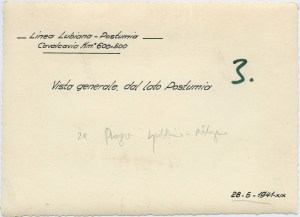 Linea Lubiana - Postumia
Cavalcavia Km° 600+800
3.
Vista generale, dal lato Postumia
28-5-1941-XIX